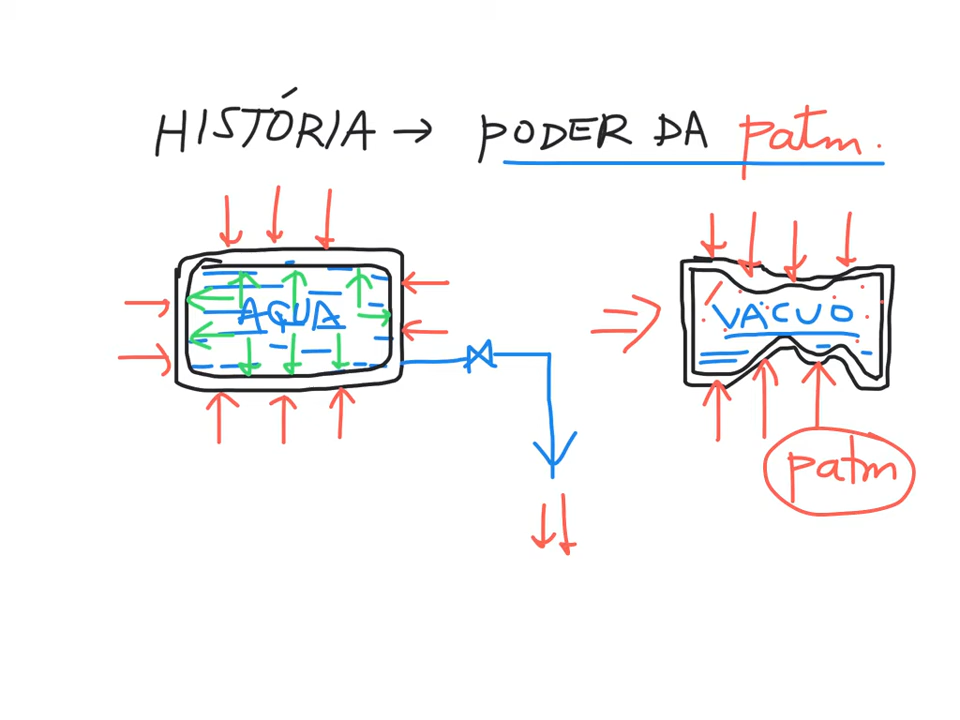 HISTÓRIA → PODER DA patm.
ÁGUA
VÁCUO
patm